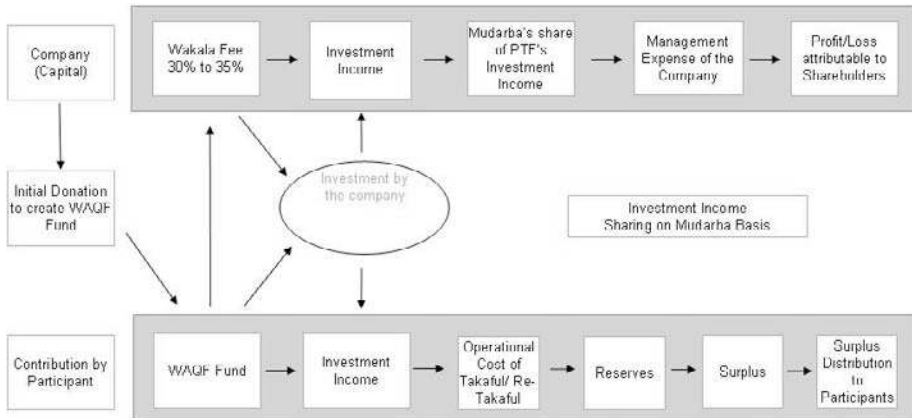 Company
(Capital)
Wakala Fee
30% to 35%
Investment
Income
Mudarba's share
of PTF's
Investment
Income
Management
Expense of the
Company
Profit/Loss
attributable to
Shareholders
Initial Donation
to create WAQF
Fund
Investment by
the company
Investment Income
Sharing on Mudarba Basis
Contribution by
Participant
WAQF Fund
Investment
Income
Operational
Cost of
Takaful/ Re-
Takaful
Reserves
Surplus
Surplus
Distribution
to
Participants